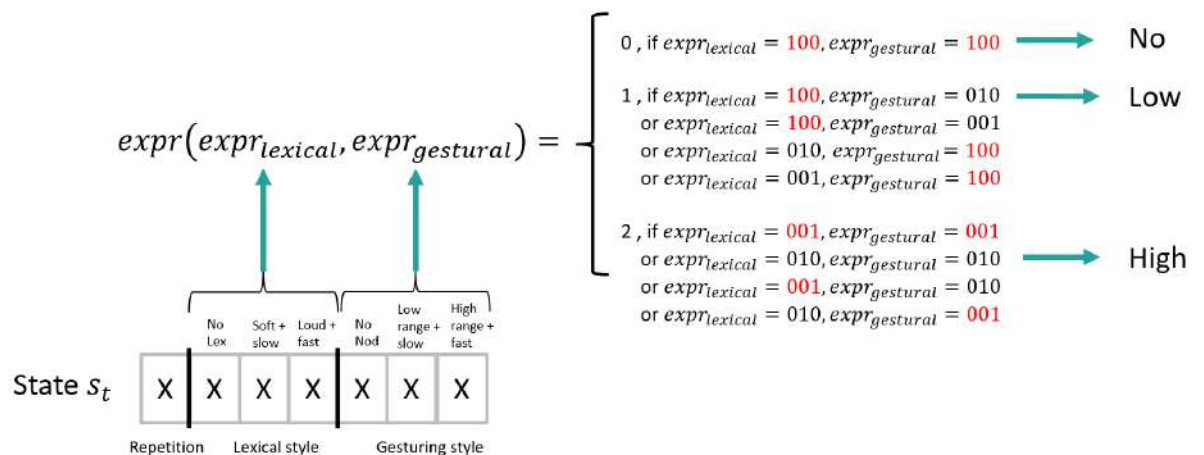 0 , if expr_lexical = 100, expr_gestural = 100 No
1 , if expr_lexical = 100, expr_gestural = 010 Low
or expr_lexical = 100, expr_gestural = 001
or expr_lexical = 010, expr_gestural = 100
or expr_lexical = 001, expr_gestural = 100
expr(expr_lexical, expr_gestural) =
2 , if expr_lexical = 001, expr_gestural = 001
or expr_lexical = 010, expr_gestural = 010 High
or expr_lexical = 001, expr_gestural = 010
or expr_lexical = 010, expr_gestural = 001
No Lex
Soft + slow
Loud + fast
No Nod
Low range + slow
High range + fast
State s_t X X X X X X X
Repetition Lexical style Gesturing style